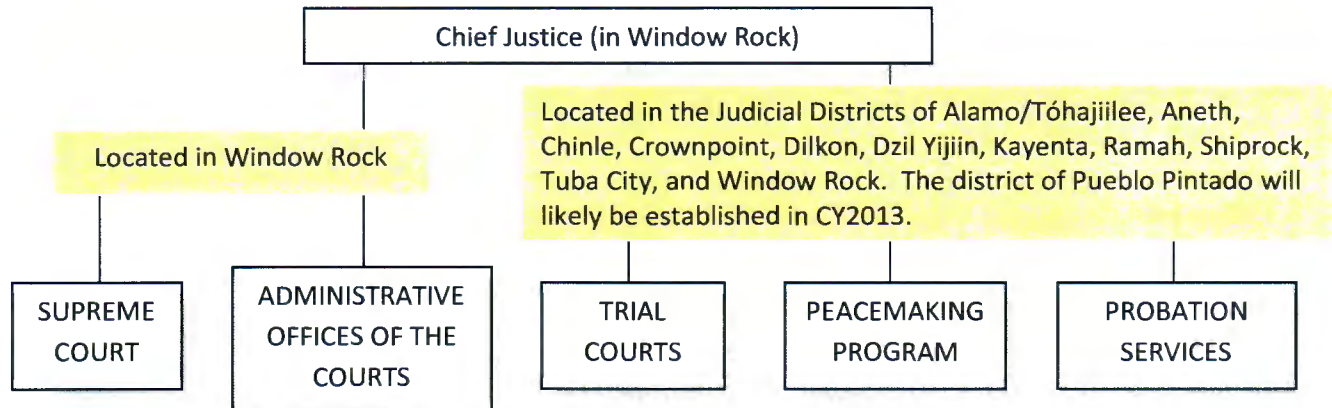 Chief Justice (in Window Rock)
Located in Window Rock
Located in the Judicial Districts of Alamo/Tóhajiilee, Aneth,
Chinle, Crownpoint, Dilkon, Dzil Yijiin, Kayenta, Ramah, Shiprock,
Tuba City, and Window Rock.  The district of Pueblo Pintado will
likely be established in CY2013.
SUPREME
COURT
ADMINISTRATIVE
OFFICES OF THE
COURTS
TRIAL
COURTS
PEACEMAKING
PROGRAM
PROBATION
SERVICES